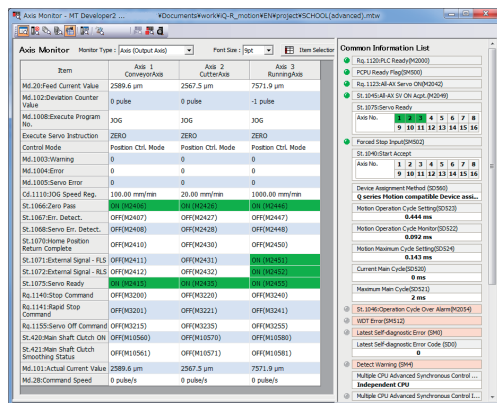 Axis Monitor - MT Developer2 ... ¥Documents¥work¥iQ-R_motion¥EN¥project¥SCHOOL(advanced).mtw
Axis Monitor Monitor Type : Axis (Output Axis) Font Size : 9pt Item Selection
Item Axis 1 ConveyorAxis Axis 2 CutterAxis Axis 3 RunningAxis
Md.20:Feed Current Value 2589.6 µm 2567.5 µm 7571.9 µm
Md.102:Deviation Counter Value 0 pulse 0 pulse -1 pulse
Md.1008:Execute Program No. JOG JOG JOG
Execute Servo Instruction ZERO ZERO ZERO
Control Mode Position Ctrl. Mode Position Ctrl. Mode Position Ctrl. Mode
Md.1003:Warning 0 0 0
Md.1004:Error 0 0 0
Md.1005:Servo Error 0 0 0
Cd.1110:JOG Speed Reg. 100.00 mm/min 20.00 mm/min 1000.00 mm/min
St.1066:Zero Pass ON (M2406) ON (M2426) ON (M2446)
St.1067:Err. Detect. OFF(M2407) OFF(M2427) OFF(M2447)
St.1068:Servo Err. Detect. OFF(M2408) OFF(M2428) OFF(M2448)
St.1070:Home Position Return Complete OFF(M2410) OFF(M2430) OFF(M2450)
St.1071:External Signal - FLS OFF(M2411) OFF(M2431) ON (M2451)
St.1072:External Signal - RLS OFF(M2412) OFF(M2432) ON (M2452)
St.1075:Servo Ready ON (M2415) ON (M2435) ON (M2455)
Rq.1140:Stop Command OFF(M3200) OFF(M3220) OFF(M3240)
Rq.1141:Rapid Stop Command OFF(M3201) OFF(M3221) OFF(M3241)
Rq.1155:Servo Off Command OFF(M3215) OFF(M3235) OFF(M3255)
St.420:Main Shaft Clutch ON OFF(M10560) OFF(M10570) OFF(M10580)
St.421:Main Shaft Clutch Smoothing Status OFF(M10561) OFF(M10571) OFF(M10581)
Md.101:Actual Current Value 2589.6 µm 2567.5 µm 7571.9 µm
Md.28:Command Speed 0 pulse/s 0 pulse/s 0 pulse/s
Common Information List
Rq.1120:PLC Ready(M2000)
PCPU Ready Flag(SM500)
Rq.1123:All-Axis Servo ON(M2042)
St.1045:All-AX SV ON Acpt.(M2049)
St.1075:Servo Ready
Axis No. 1 2 3 4 5 6 7 8
9 10 11 12 13 14 15 16
Forced Stop Input(SM502)
St.1040:Start Accept
Axis No. 1 2 3 4 5 6 7 8
9 10 11 12 13 14 15 16
Device Assignment Method (SD560)
Q series Motion compatible Device assi...
Motion Operation Cycle Setting(SD523)
0.444 ms
Motion Operation Cycle Monitor(SD522)
0.092 ms
Motion Maximum Cycle Setting(SD524)
0.143 ms
Current Main Cycle(SD520)
0 ms
Maximum Main Cycle(SD521)
2 ms
St.1046:Operation Cycle Over Alarm(M2054)
WDT Error(SM512)
Latest Self-diagnostic Error (SM0)
Latest Self-diagnostic Error Code (SD0)
0
Detect Warning (SM4)
Multiple CPU Advanced Synchronous Control ...
Independent CPU
Multiple CPU Advanced Synchronous Control I...